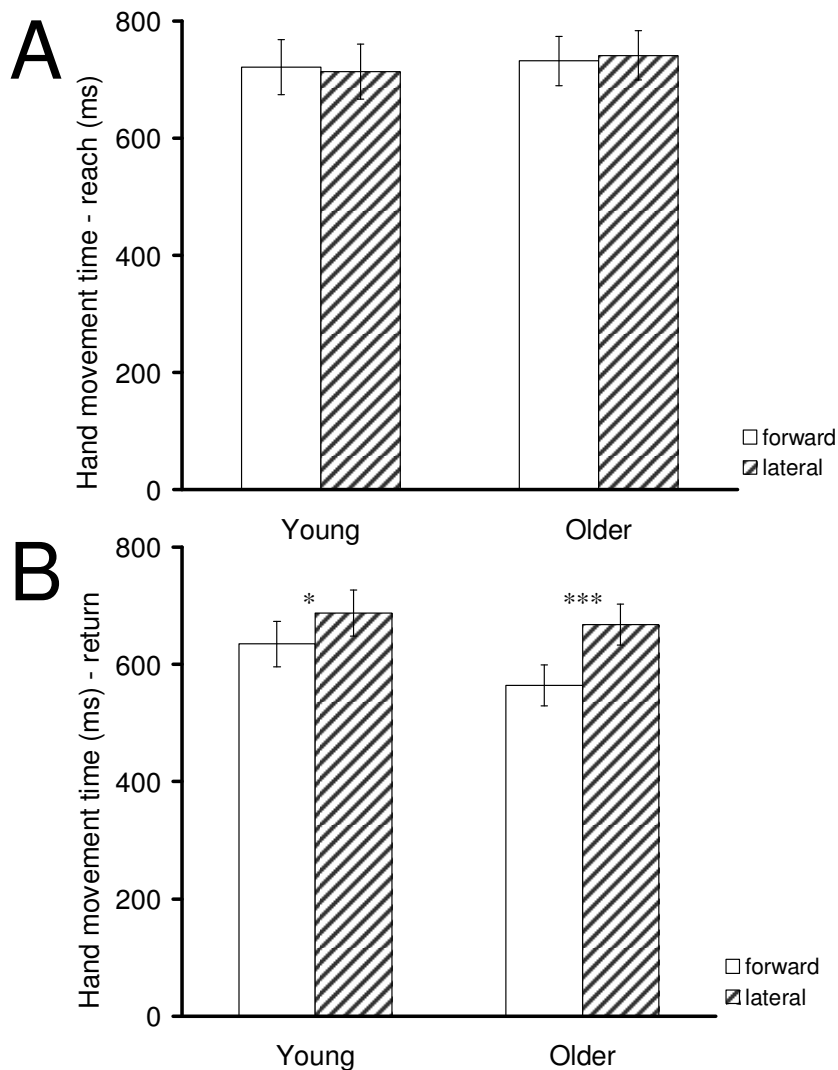 A
Hand movement time - reach (ms)
800
600
400
200
0
forward
lateral
Young Older
B
Hand movement time (ms) - return
800
600
400
200
0
*
***
forward
lateral
Young Older